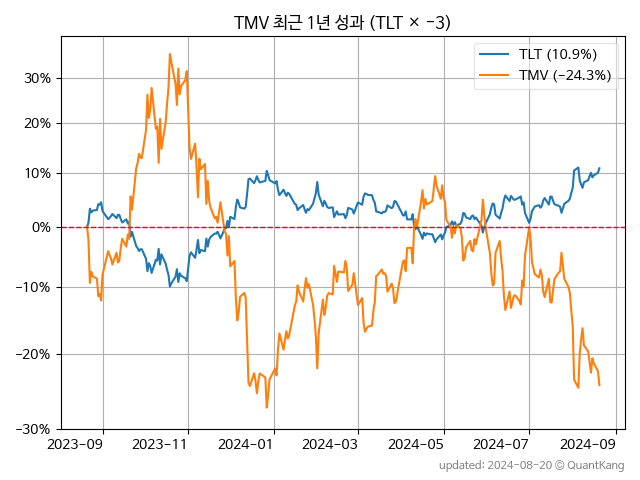 TMV 최근 1년 성과 (TLT × −3)
TLT (10.9%)
TMV (−24.3%)
30%
20%
10%
0%
−10%
−20%
−30%
2023−09 2023−11 2024−01 2024−03 2024−05 2024−07 2024−09
updated: 2024−08−20 © QuantKang